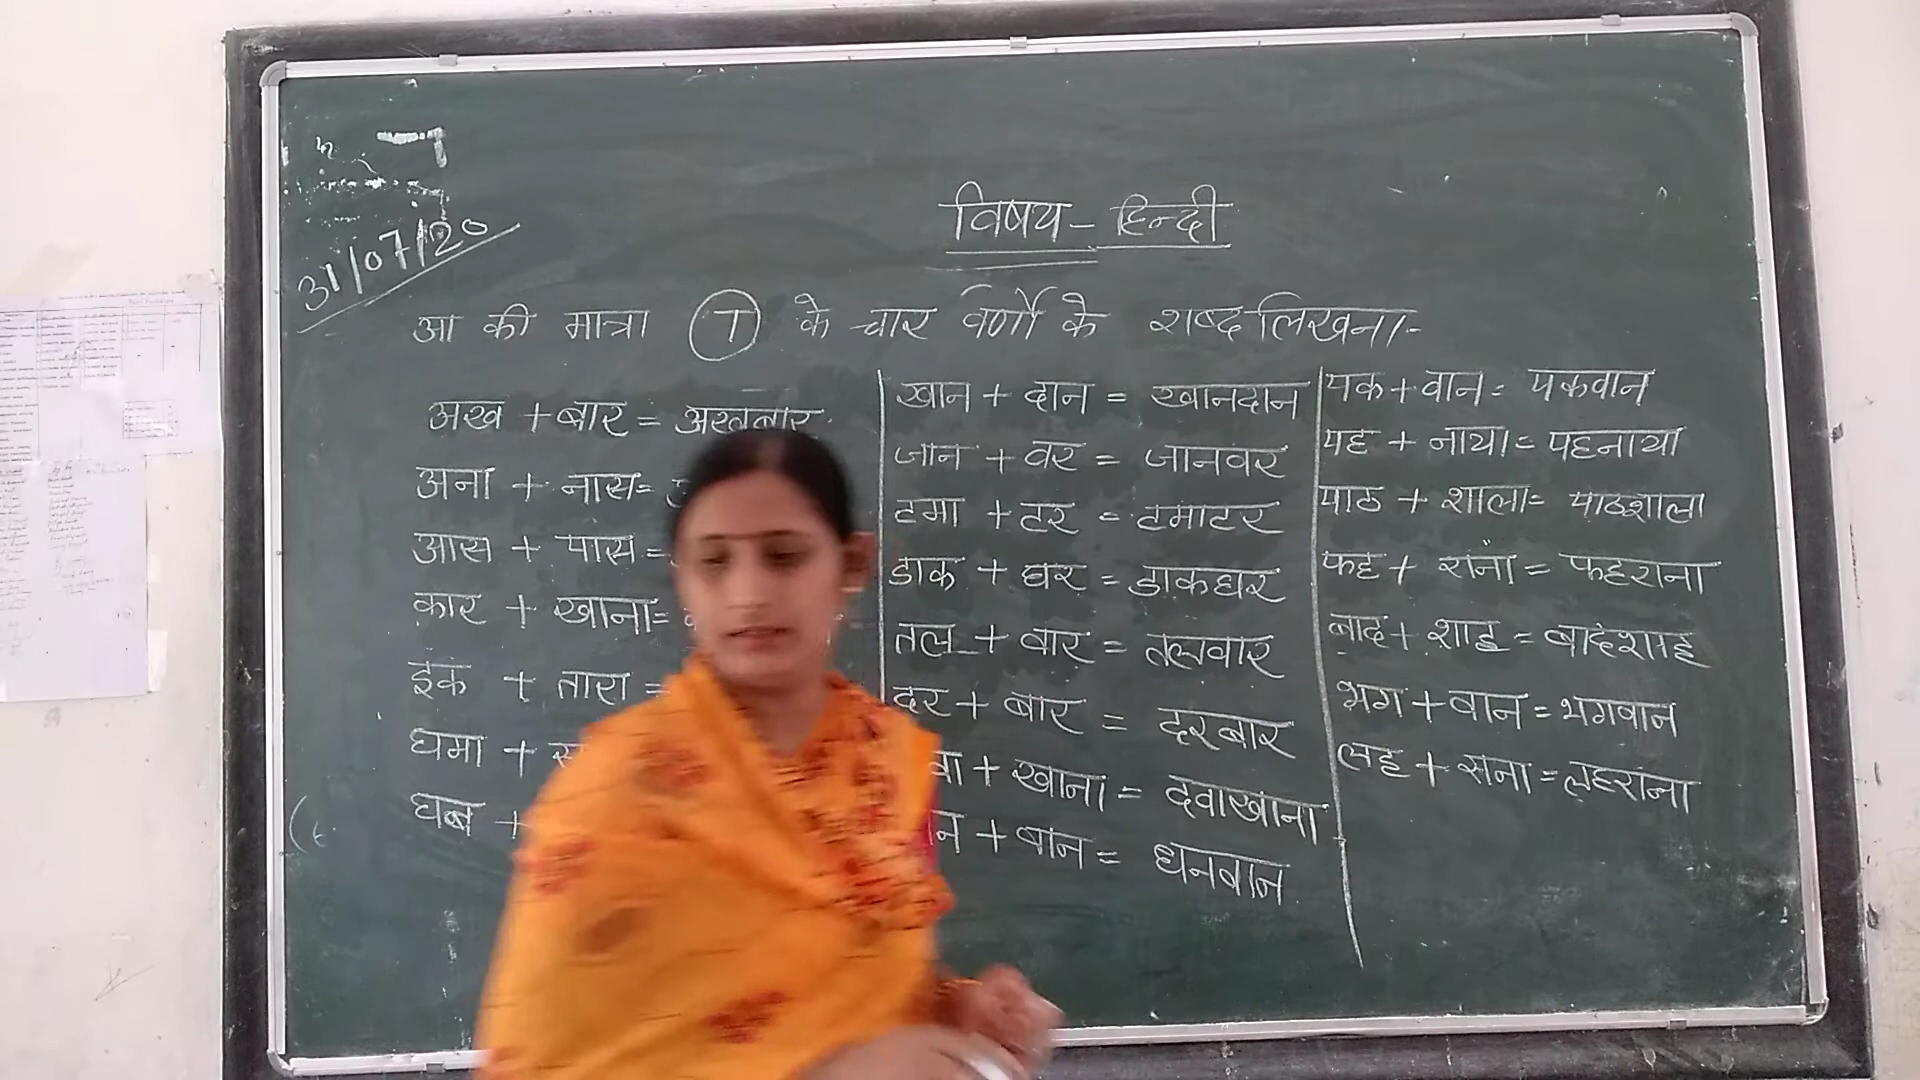 31/07/20
विषय - हिन्दी
आ की मात्रा (ा) के चार वर्णों के शब्द लिखना-
अख + बार = अखबार
अना + नास =
आस + पास =
कार + खाना =
इक + तारा =
घमा +
घब +
खान + दान = खानदान
जान + वर = जानवर
टमा + टर = टमाटर
डाक + घर = डाकघर
तल + वार = तलवार
दर + बार = दरबार
वा + खाना = दवाखाना
न + वान = धनवान
पक + वान = पकवान
पह + नाया = पहनाया
पाठ + शाला = पाठशाला
फह + राना = फहराना
बाद + शाह = बादशाह
भग + वान = भगवान
लह + राना = लहराना